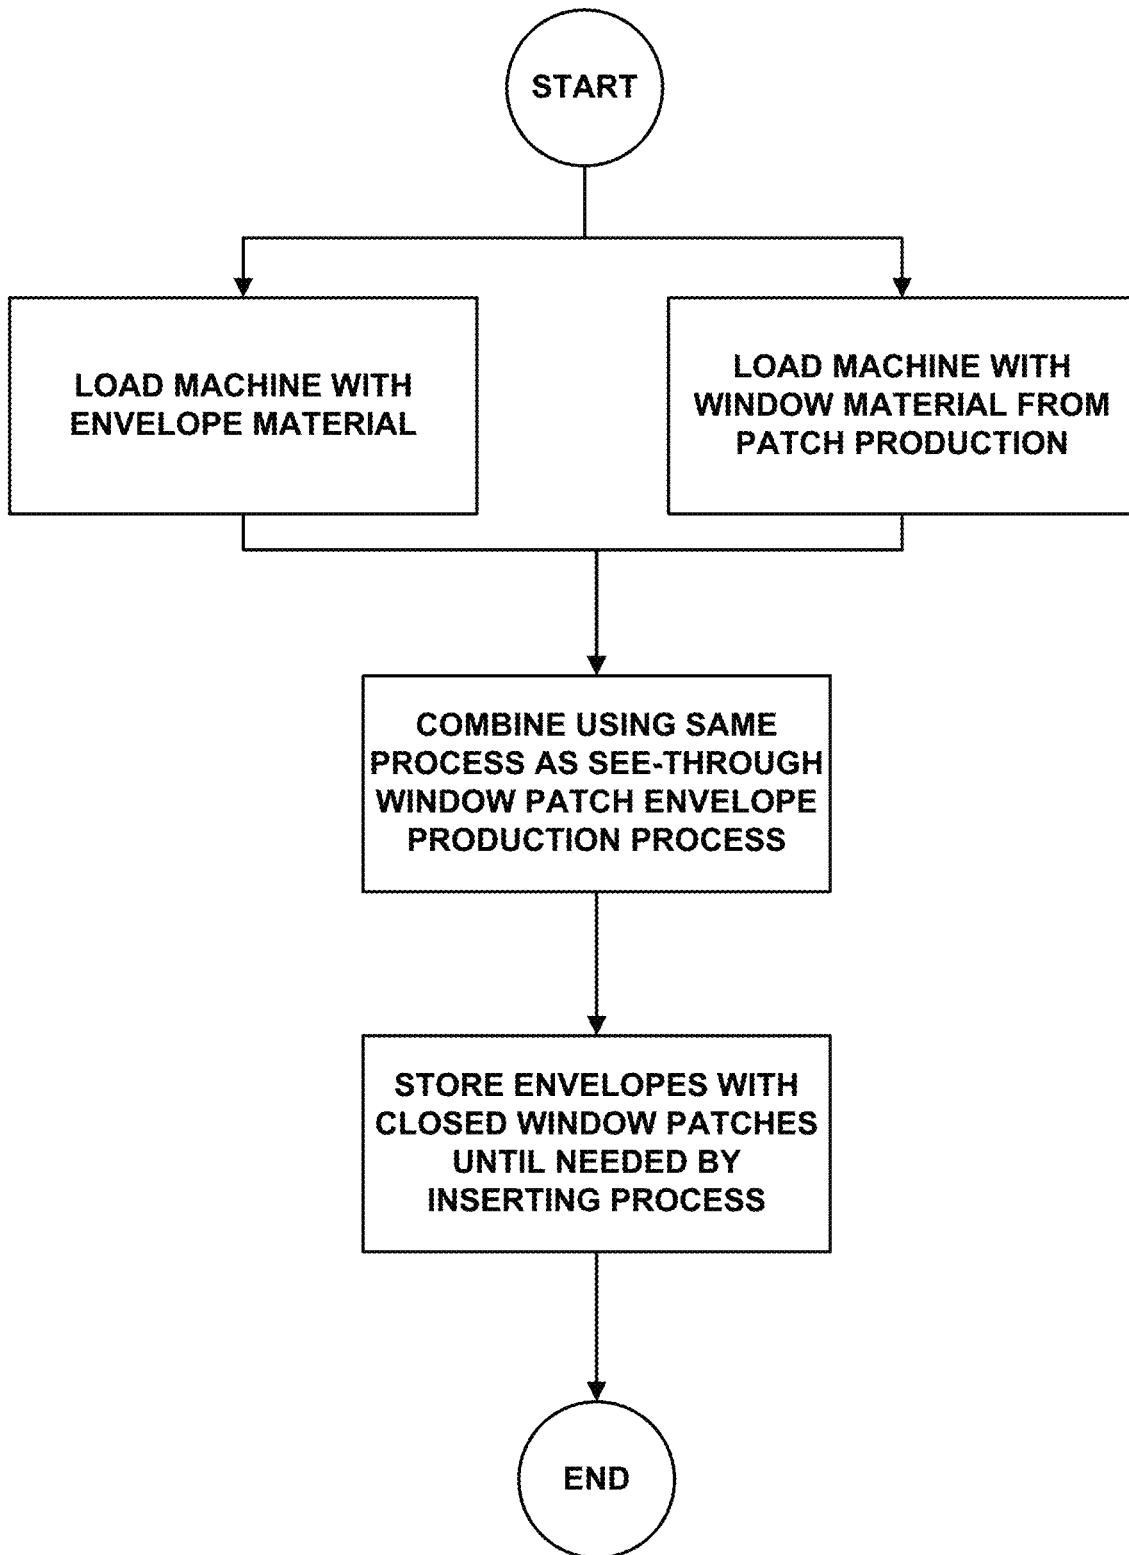 START
LOAD MACHINE WITH
ENVELOPE MATERIAL
LOAD MACHINE WITH
WINDOW MATERIAL FROM
PATCH PRODUCTION
COMBINE USING SAME
PROCESS AS SEE-THROUGH
WINDOW PATCH ENVELOPE
PRODUCTION PROCESS
STORE ENVELOPES WITH
CLOSED WINDOW PATCHES
UNTIL NEEDED BY
INSERTING PROCESS
END